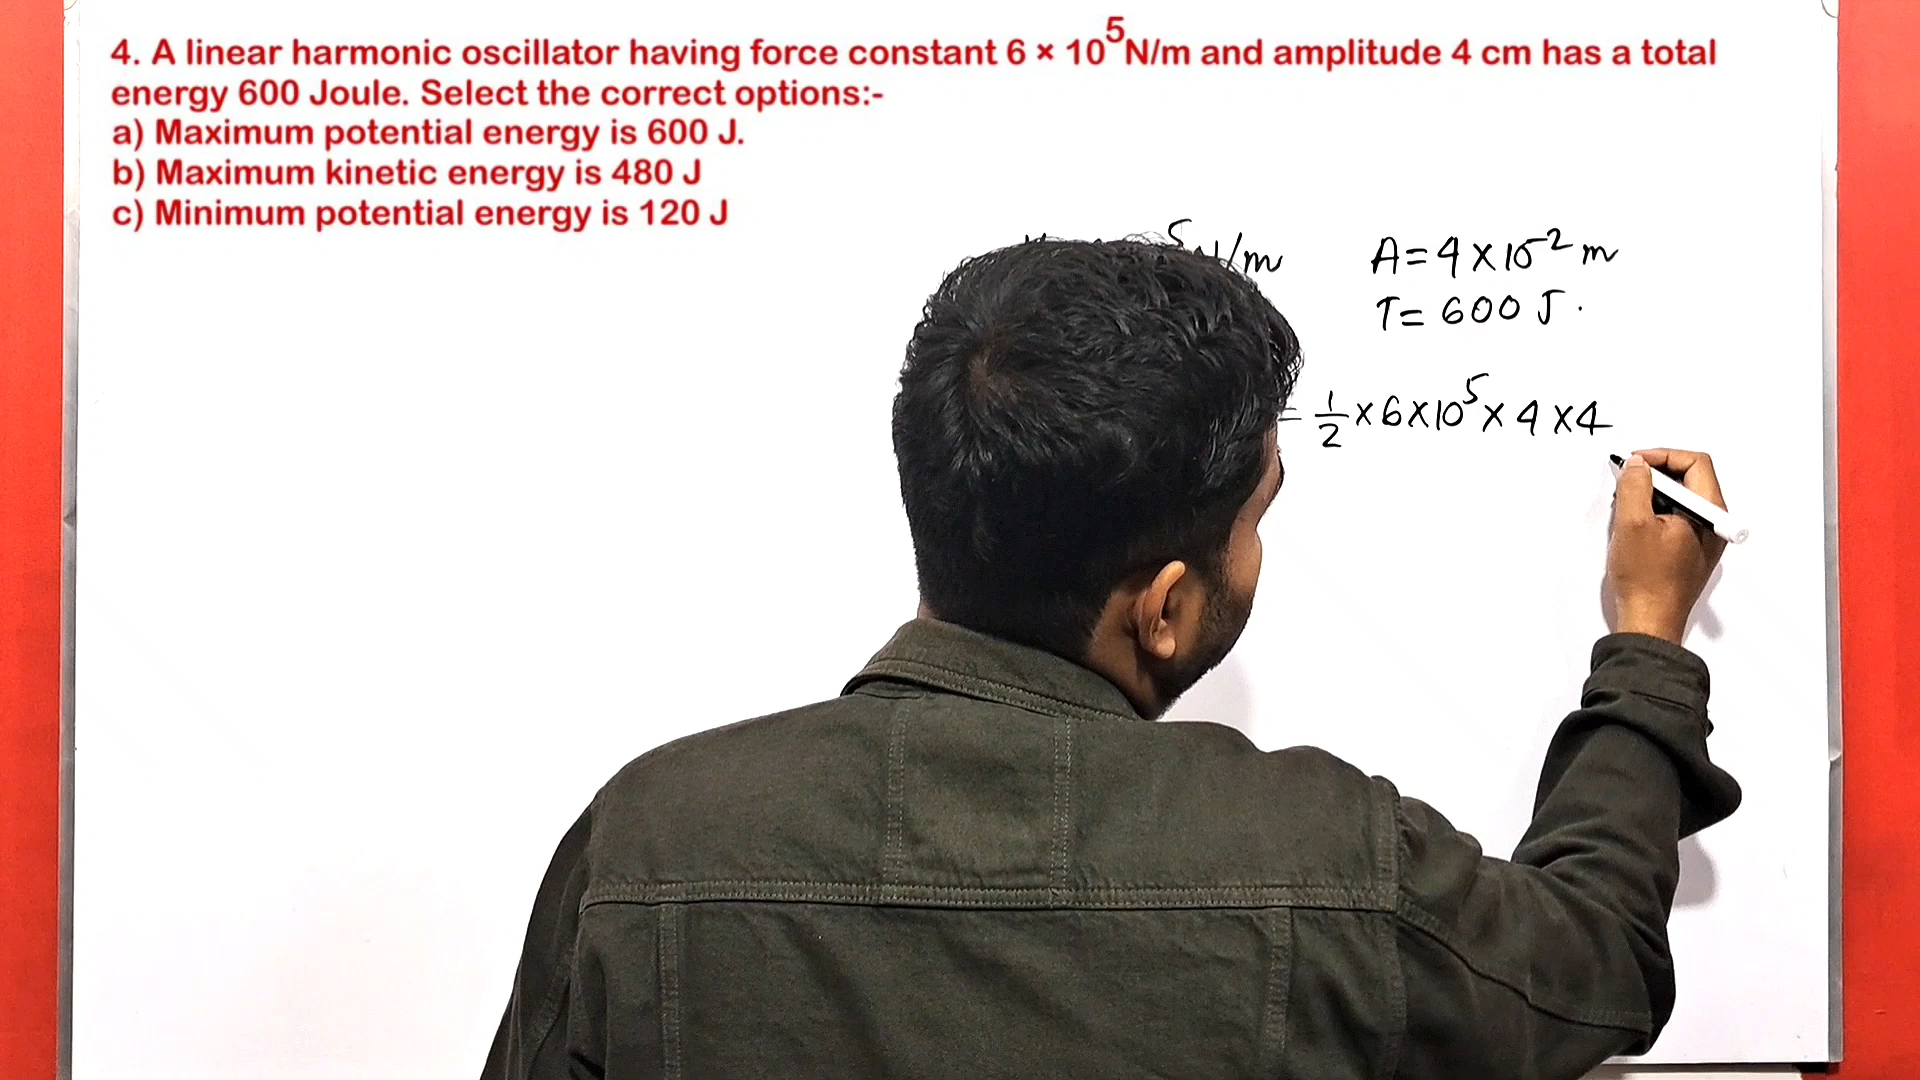 4. A linear harmonic oscillator having force constant 6 × 10⁵ N/m and amplitude 4 cm has a total
energy 600 Joule. Select the correct options:-
a) Maximum potential energy is 600 J.
b) Maximum kinetic energy is 480 J
c) Minimum potential energy is 120 J
5 N/m A = 4 × 10⁻² m
T = 600 J.
= 1/2 × 6 × 10⁵ × 4 × 4